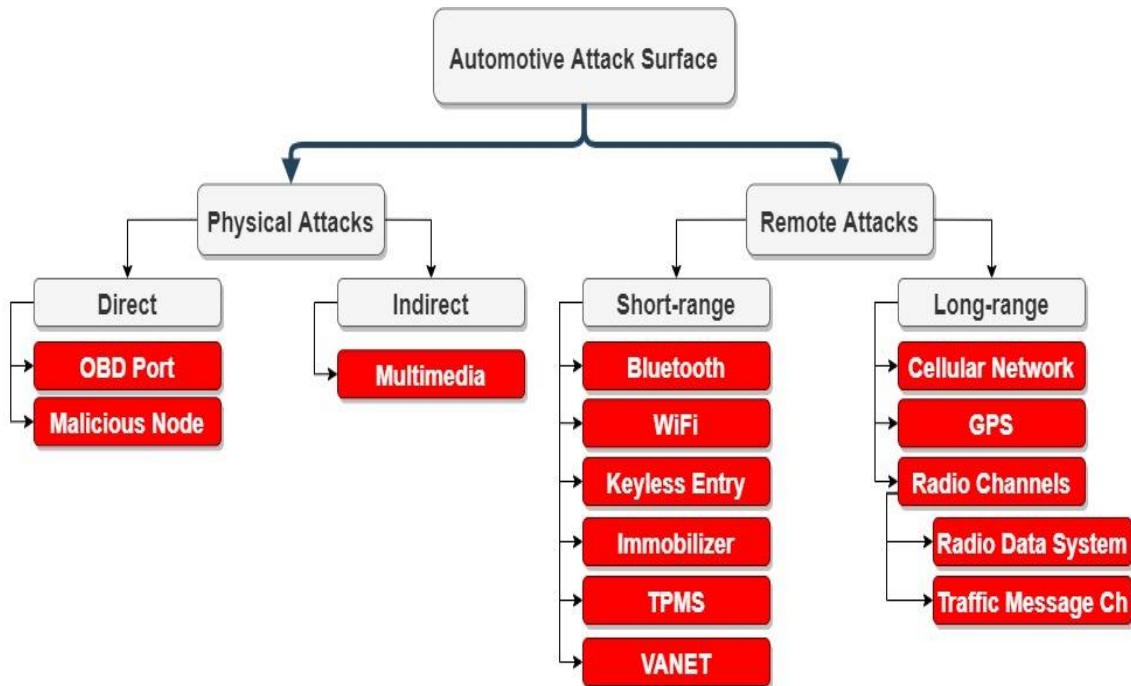 Automotive Attack Surface
Physical Attacks
Remote Attacks
Direct
Indirect
Short-range
Long-range
OBD Port
Multimedia
Bluetooth
Cellular Network
Malicious Node
WiFi
GPS
Keyless Entry
Radio Channels
Immobilizer
Radio Data System
TPMS
Traffic Message Ch
VANET